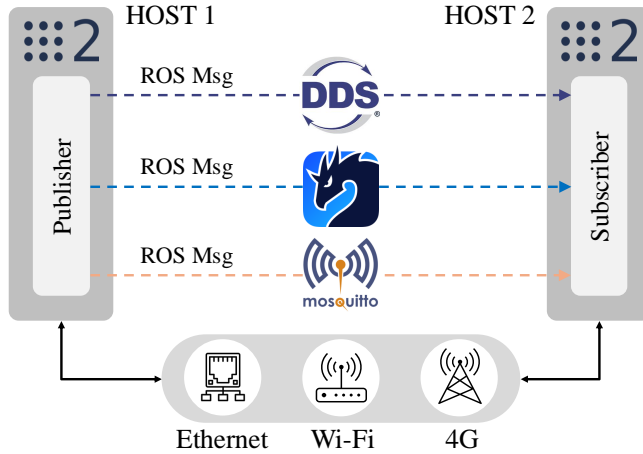 HOST 1
HOST 2
2
2
ROS Msg
DDS
®
Publisher
Subscriber
ROS Msg
ROS Msg
mosquitto
Ethernet
Wi-Fi
4G